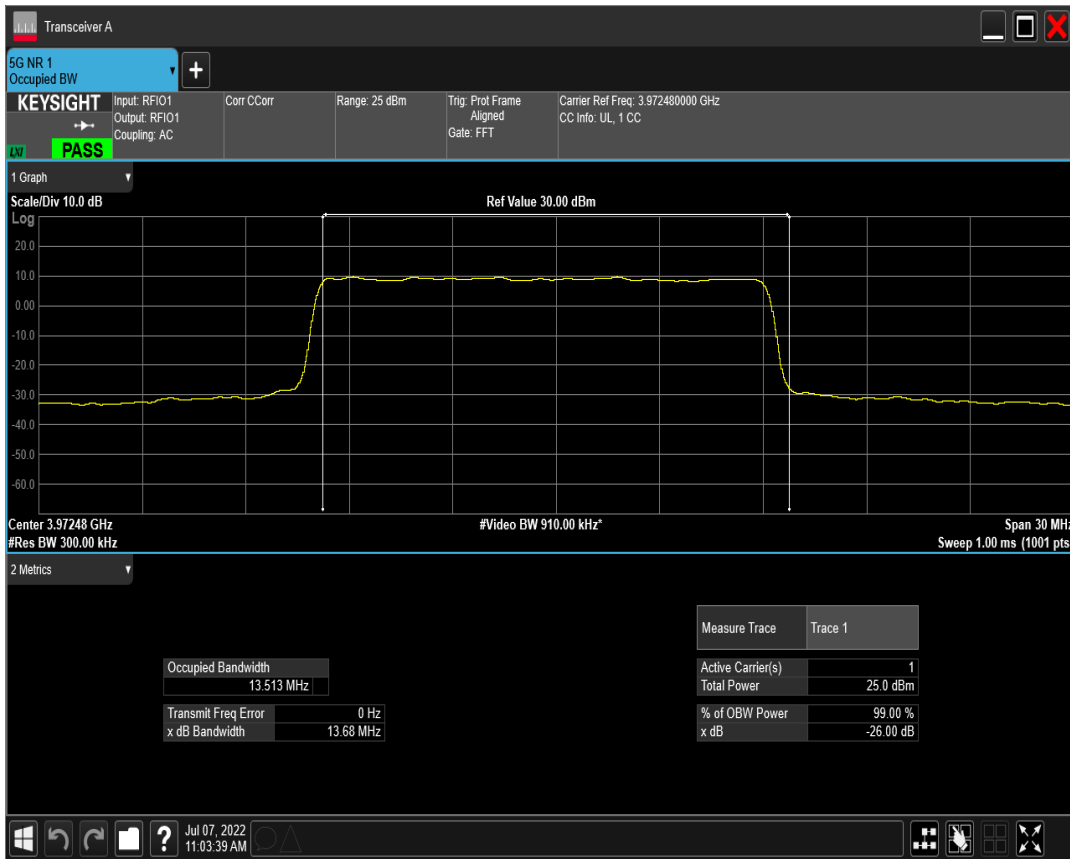 Transceiver A
5G NR 1
Occupied BW
KEYSIGHT
LXI
PASS
Input: RFIO1
Output: RFIO1
Coupling: AC
Corr CCorr
Range: 25 dBm
Trig: Prot Frame
Aligned
Gate: FFT
Carrier Ref Freq: 3.972480000 GHz
CC Info: UL, 1 CC
1 Graph
Scale/Div 10.0 dB
Ref Value 30.00 dBm
Log
20.0
10.0
0.00
-10.0
-20.0
-30.0
-40.0
-50.0
-60.0
Center 3.97248 GHz
#Video BW 910.00 kHz*
Span 30 MHz
#Res BW 300.00 kHz
Sweep 1.00 ms (1001 pts
2 Metrics
Measure Trace Trace 1
Occupied Bandwidth
13.513 MHz
Active Carrier(s) 1
Total Power 25.0 dBm
Transmit Freq Error 0 Hz
x dB Bandwidth 13.68 MHz
% of OBW Power 99.00 %
x dB -26.00 dB
?
Jul 07, 2022
11:03:39 AM